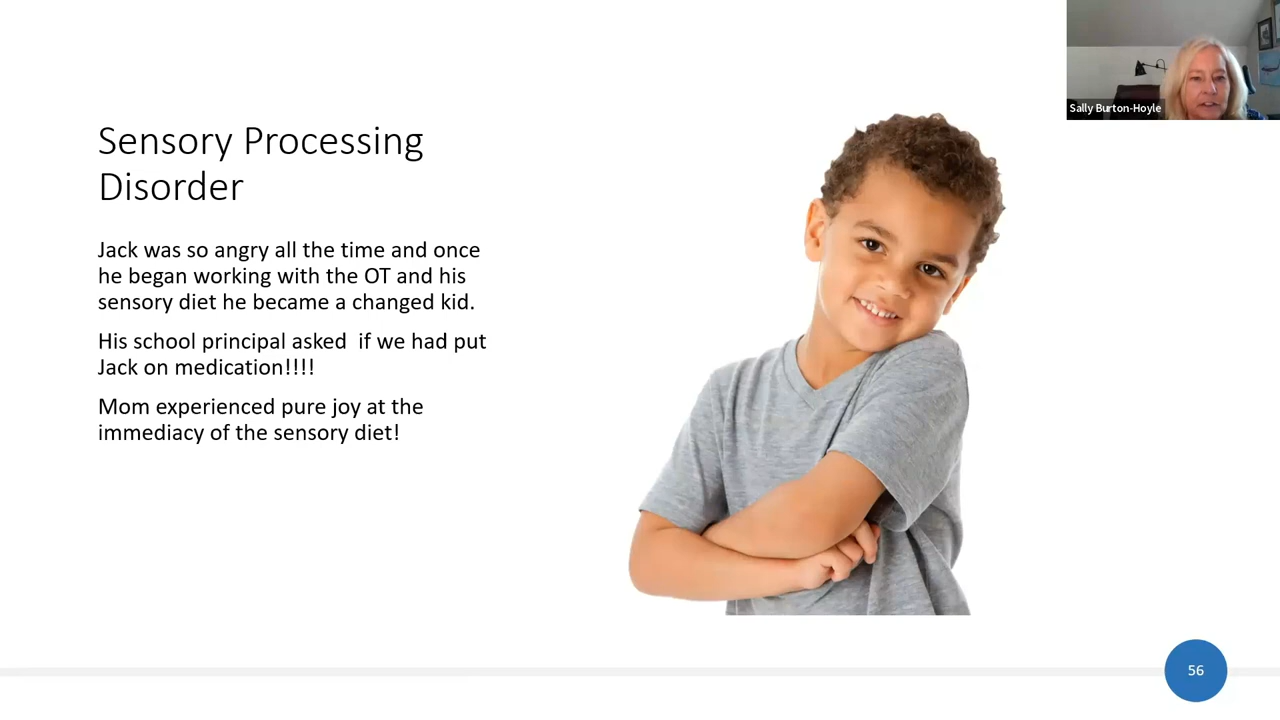 Sally Burton-Hoyle
Sensory Processing
Disorder
Jack was so angry all the time and once
he began working with the OT and his
sensory diet he became a changed kid.
His school principal asked  if we had put
Jack on medication!!!!
Mom experienced pure joy at the
immediacy of the sensory diet!
56